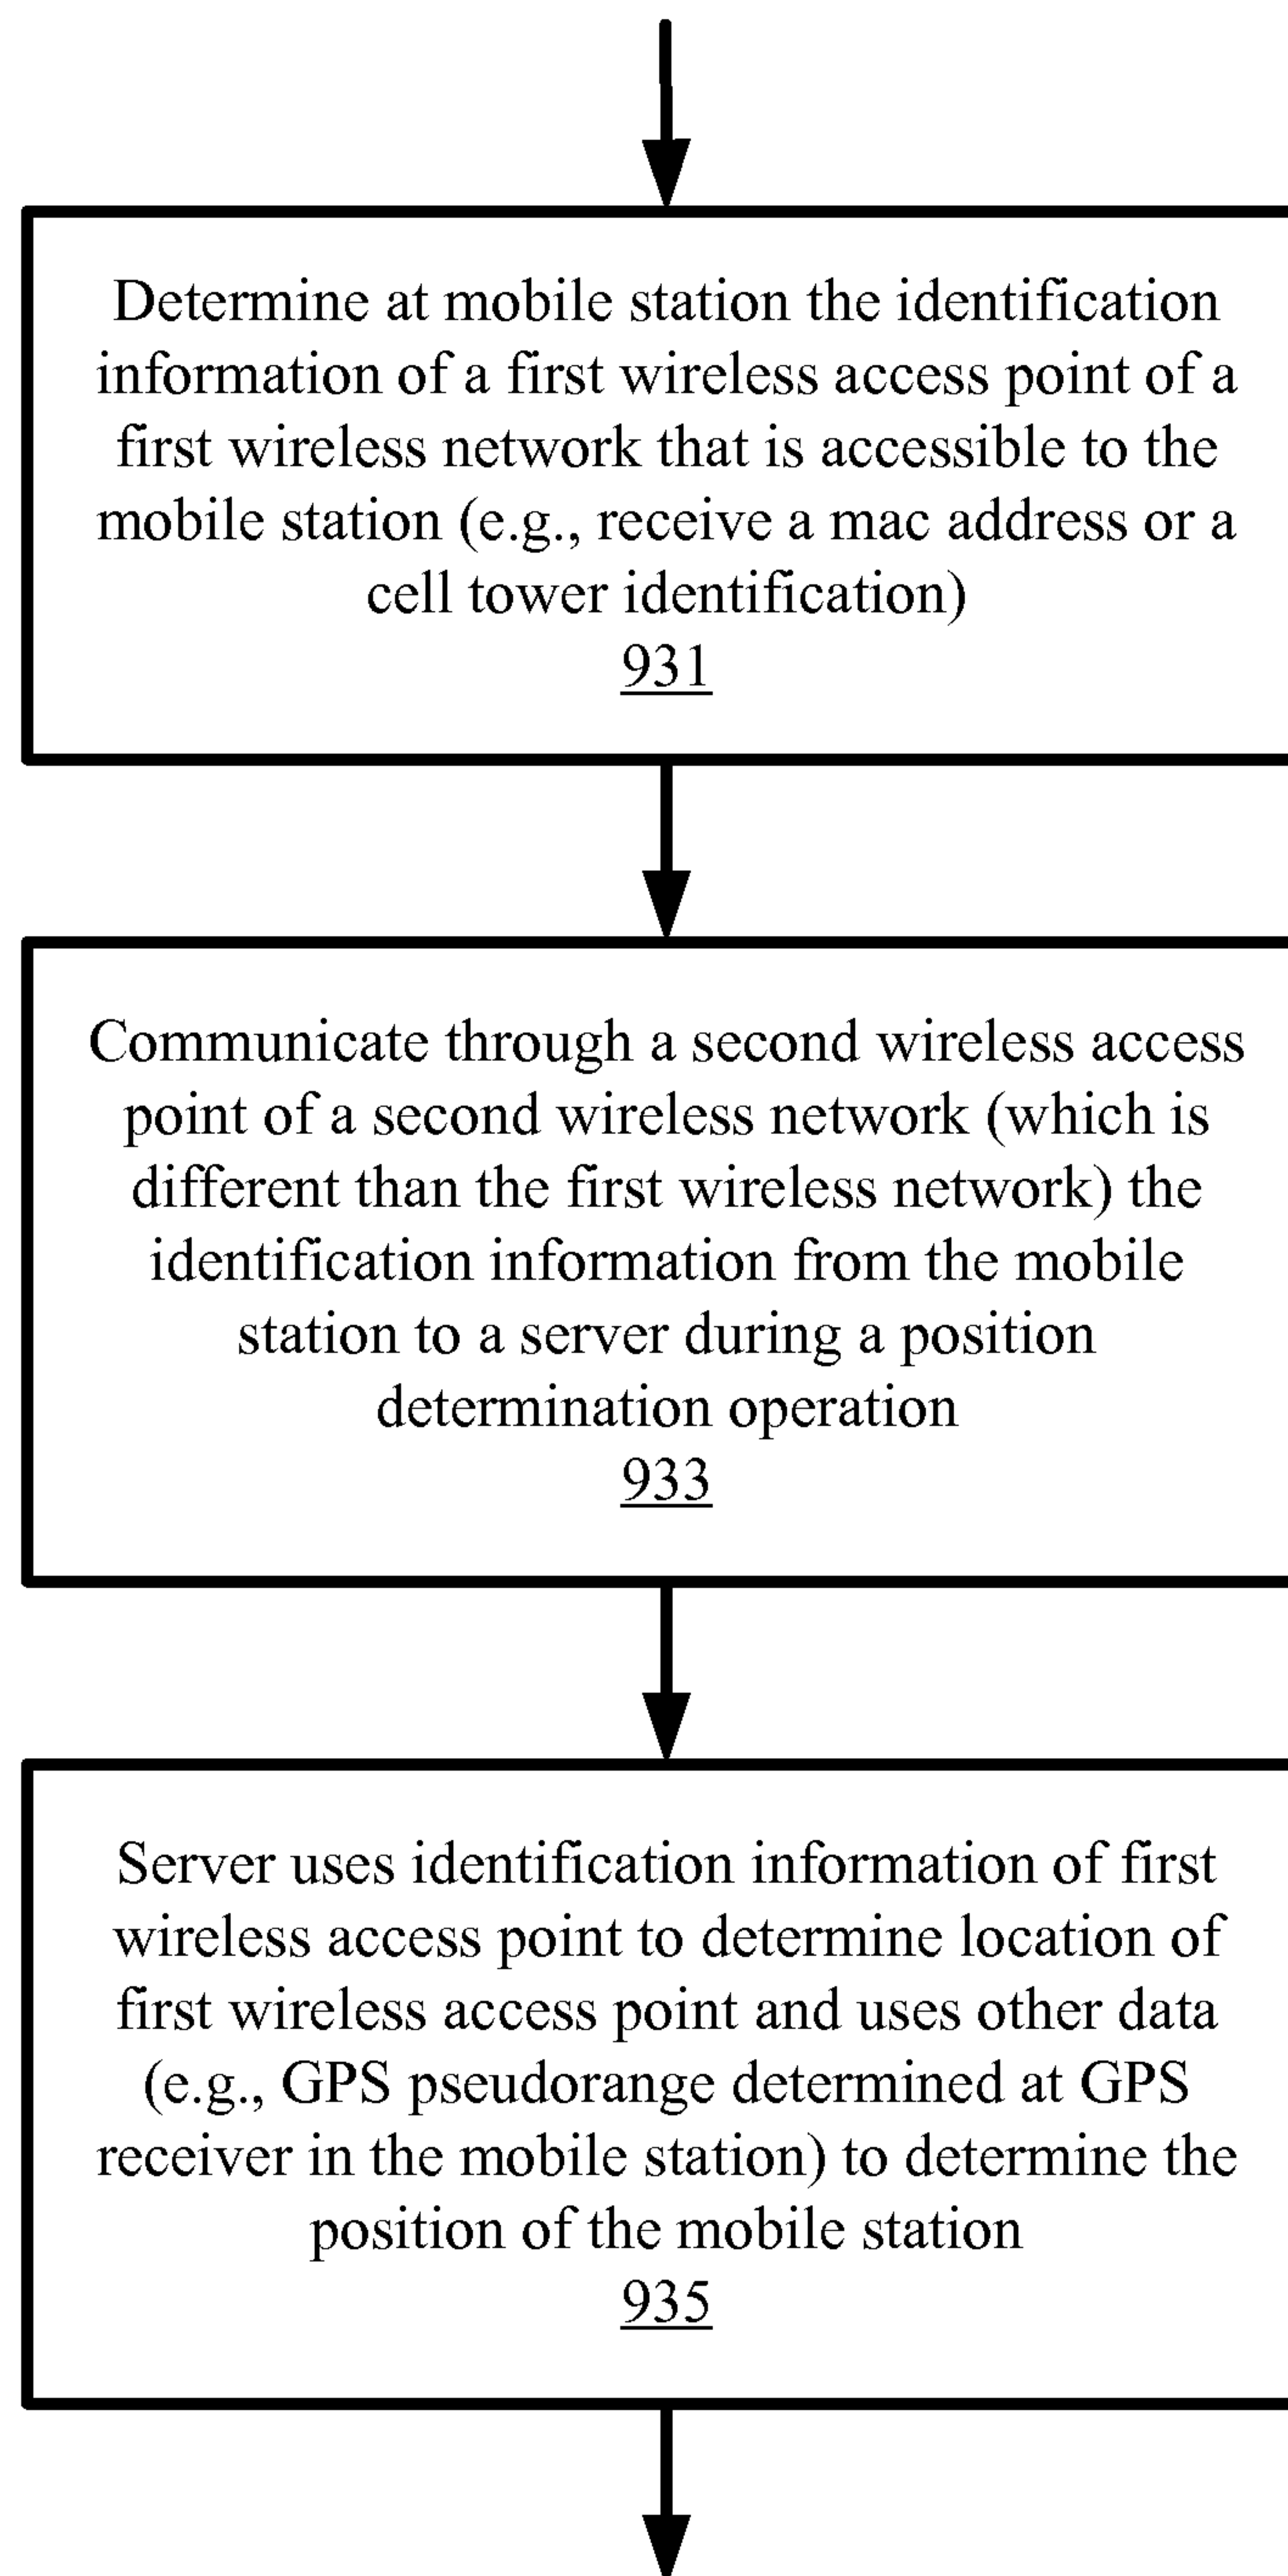 Determine at mobile station the identification
information of a first wireless access point of a
first wireless network that is accessible to the
mobile station (e.g., receive a mac address or a
cell tower identification)
931
Communicate through a second wireless access
point of a second wireless network (which is
different than the first wireless network) the
identification information from the mobile
station to a server during a position
determination operation
933
Server uses identification information of first
wireless access point to determine location of
first wireless access point and uses other data
(e.g., GPS pseudorange determined at GPS
receiver in the mobile station) to determine the
position of the mobile station
935